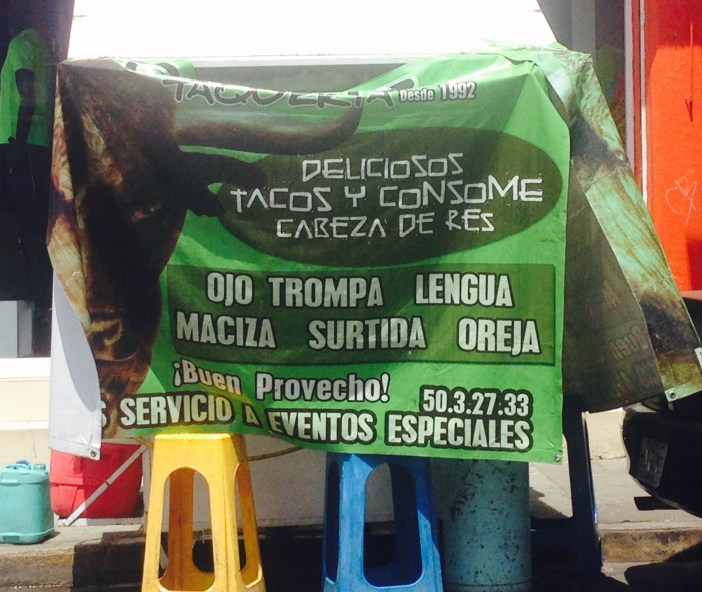 TAQUERIA Desde 1992
DELICIOSOS
TACOS Y CONSOME
CABEZA DE RES
OJO TROMPA LENGUA
MACIZA SURTIDA OREJA
¡Buen Provecho!
50.3.27.33
SERVICIO A EVENTOS ESPECIALES